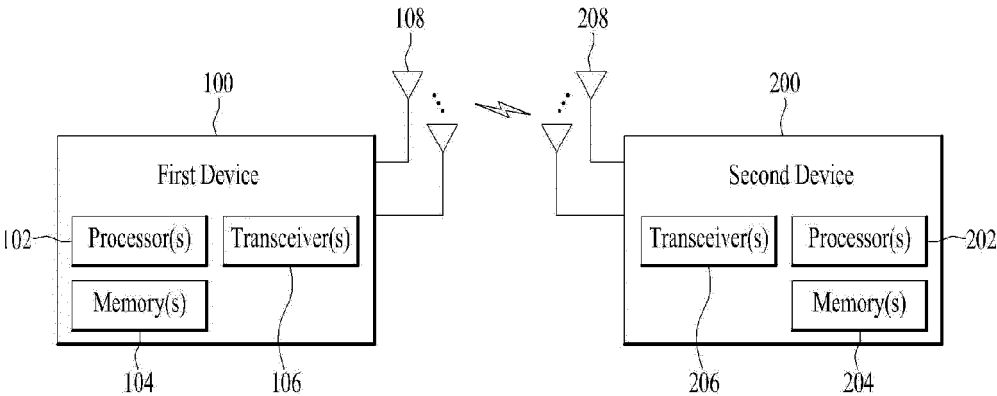 108
208
100
200
First Device
Second Device
102
Processor(s)
Transceiver(s)
Transceiver(s)
Processor(s)
202
Memory(s)
Memory(s)
104
106
206
204